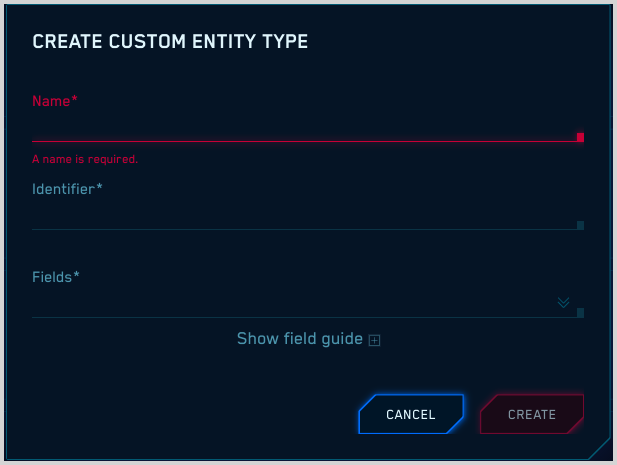 CREATE CUSTOM ENTITY TYPE
Name*
A name is required.
Identifier*
Fields*
Show field guide
CANCEL CREATE